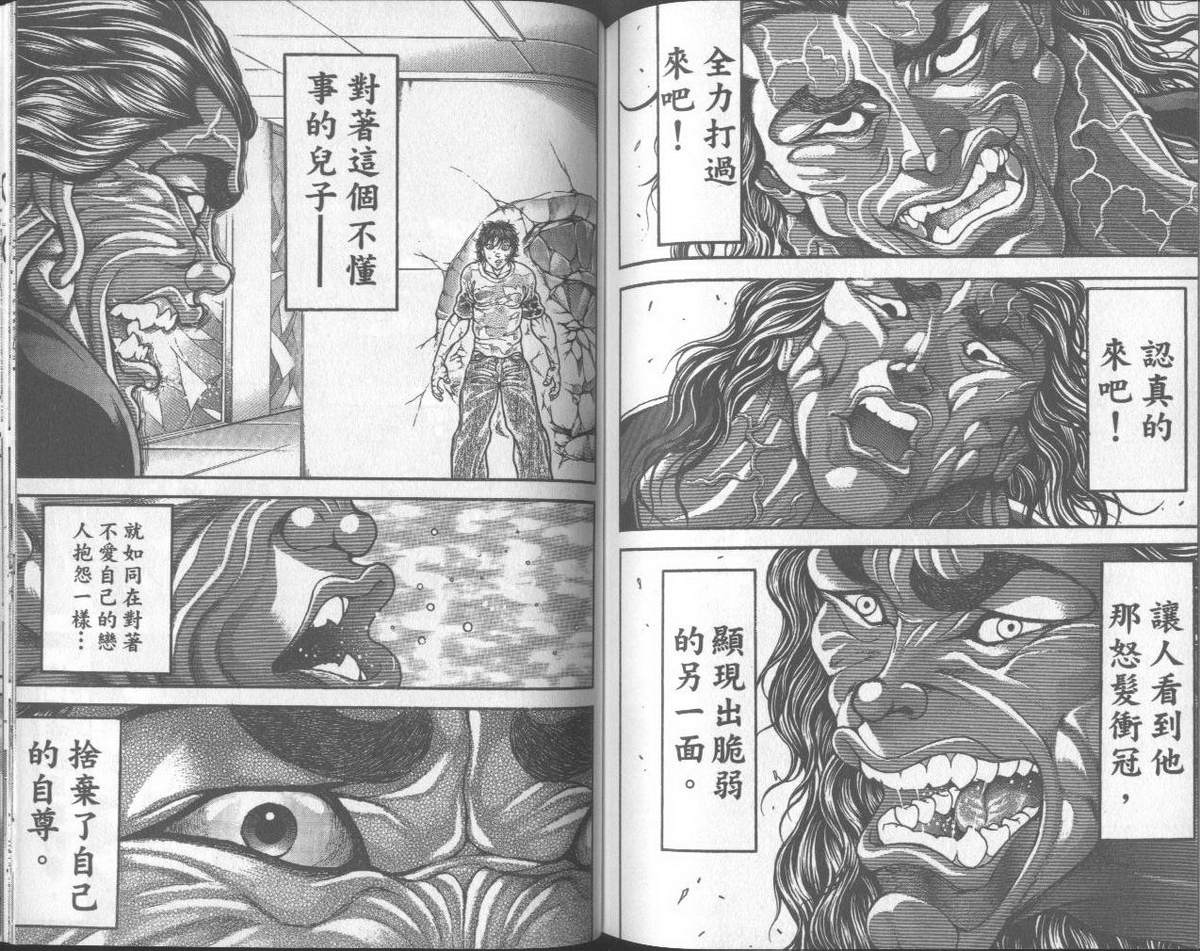 全力打過
來吧！
認真的
來吧！
讓人看到他
那怒髮衝冠，
顯現出脆弱
的另一面。
對著這個不懂
事的兒子——
就如同在對著
不愛自己的戀
人抱怨一樣…
捨棄了自己
的自尊。